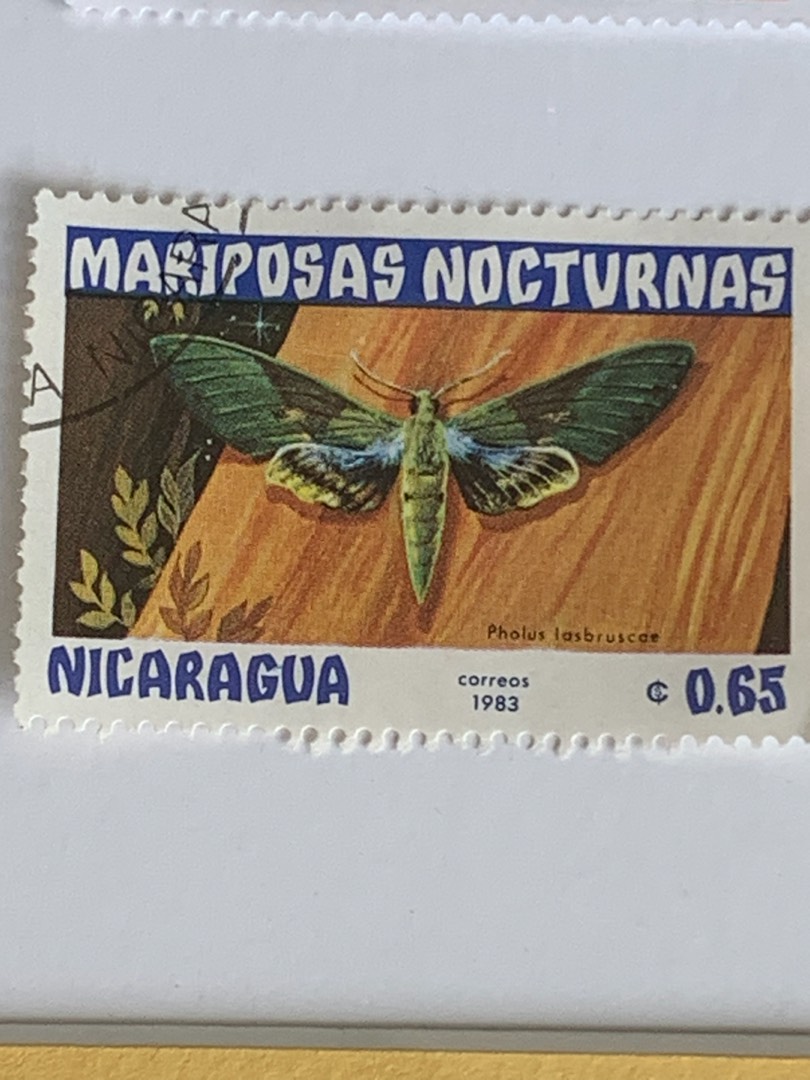 MARIPOSAS NOCTURNAS
Pholus lasbruscae
NICARAGUA
correos
1983
₡ 0.65